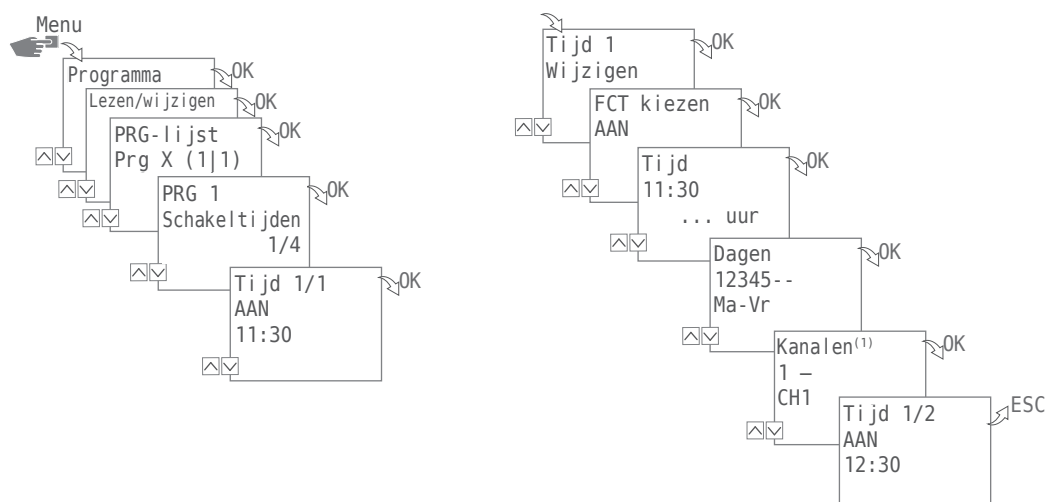 Menu
Programma
OK
Lezen/wijzigen
OK
PRG-lijst
Prg X (1|1)
OK
PRG 1
Schakeltijden
1/4
OK
Tijd 1/1
AAN
11:30
OK
Tijd 1
Wijzigen
OK
FCT kiezen
AAN
OK
Tijd
11:30
... uur
OK
Dagen
12345--
Ma-Vr
OK
Kanalen(1)
1 –
CH1
OK
Tijd 1/2
AAN
12:30
ESC